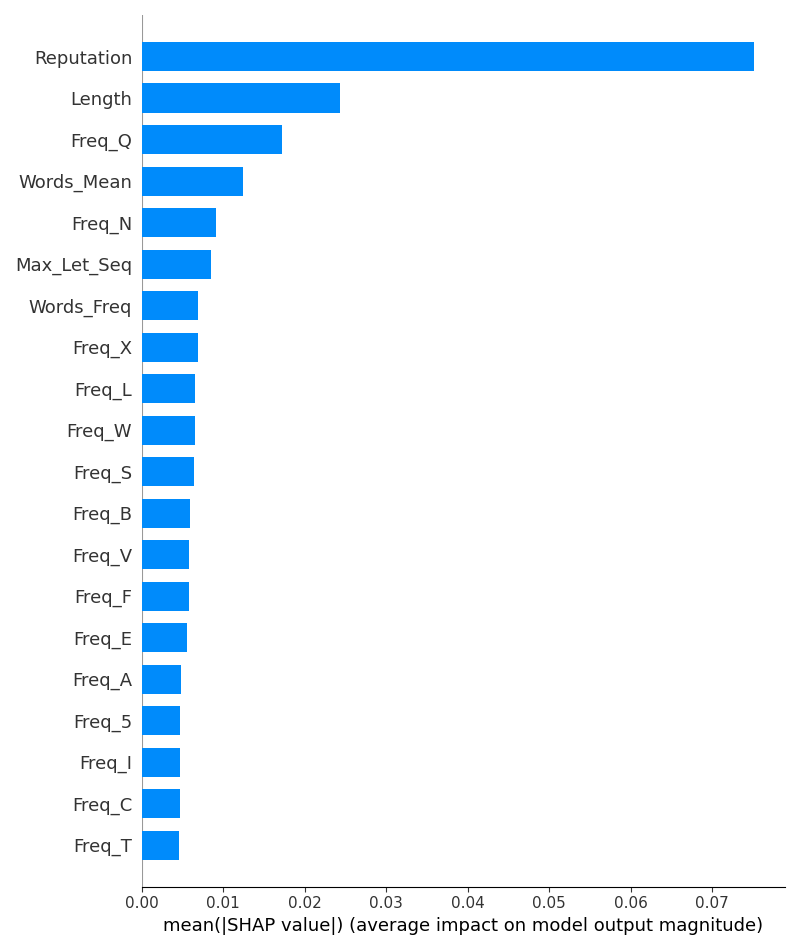 Reputation
Length
Freq_Q
Words_Mean
Freq_N
Max_Let_Seq
Words_Freq
Freq_X
Freq_L
Freq_W
Freq_S
Freq_B
Freq_V
Freq_F
Freq_E
Freq_A
Freq_5
Freq_I
Freq_C
Freq_T
0.00 0.01 0.02 0.03 0.04 0.05 0.06 0.07
mean(|SHAP value|) (average impact on model output magnitude)